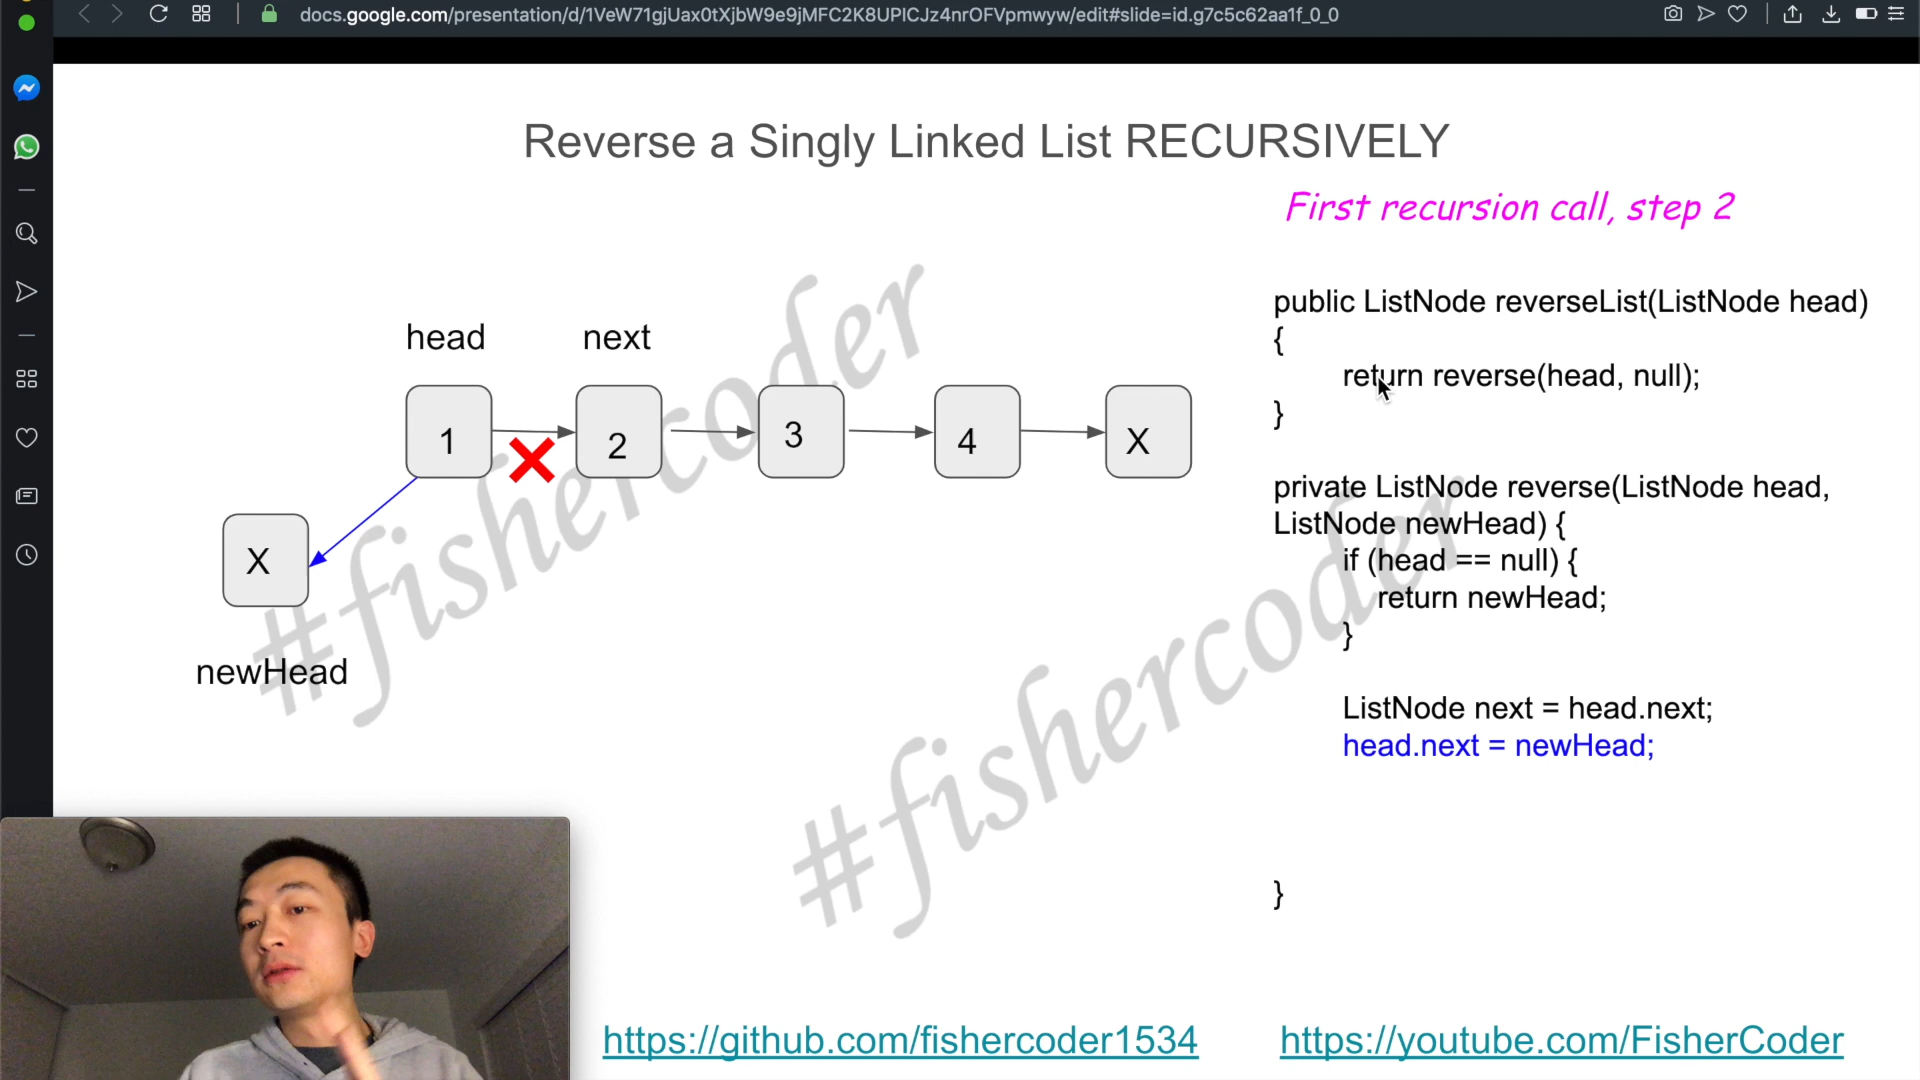 docs.google.com/presentation/d/1VeW71gjUax0tXjbW9e9jMFC2K8UPlCJz4nrOFVpmwyw/edit#slide=id.g7c5c62aa1f_0_0
Reverse a Singly Linked List RECURSIVELY
First recursion call, step 2
head next
1 2 3 4 X
X
newHead
public ListNode reverseList(ListNode head)
{
return reverse(head, null);
}
private ListNode reverse(ListNode head,
ListNode newHead) {
if (head == null) {
return newHead;
}
ListNode next = head.next;
head.next = newHead;
}
#fishercoder
#fishercoder
https://github.com/fishercoder1534
https://youtube.com/FisherCoder